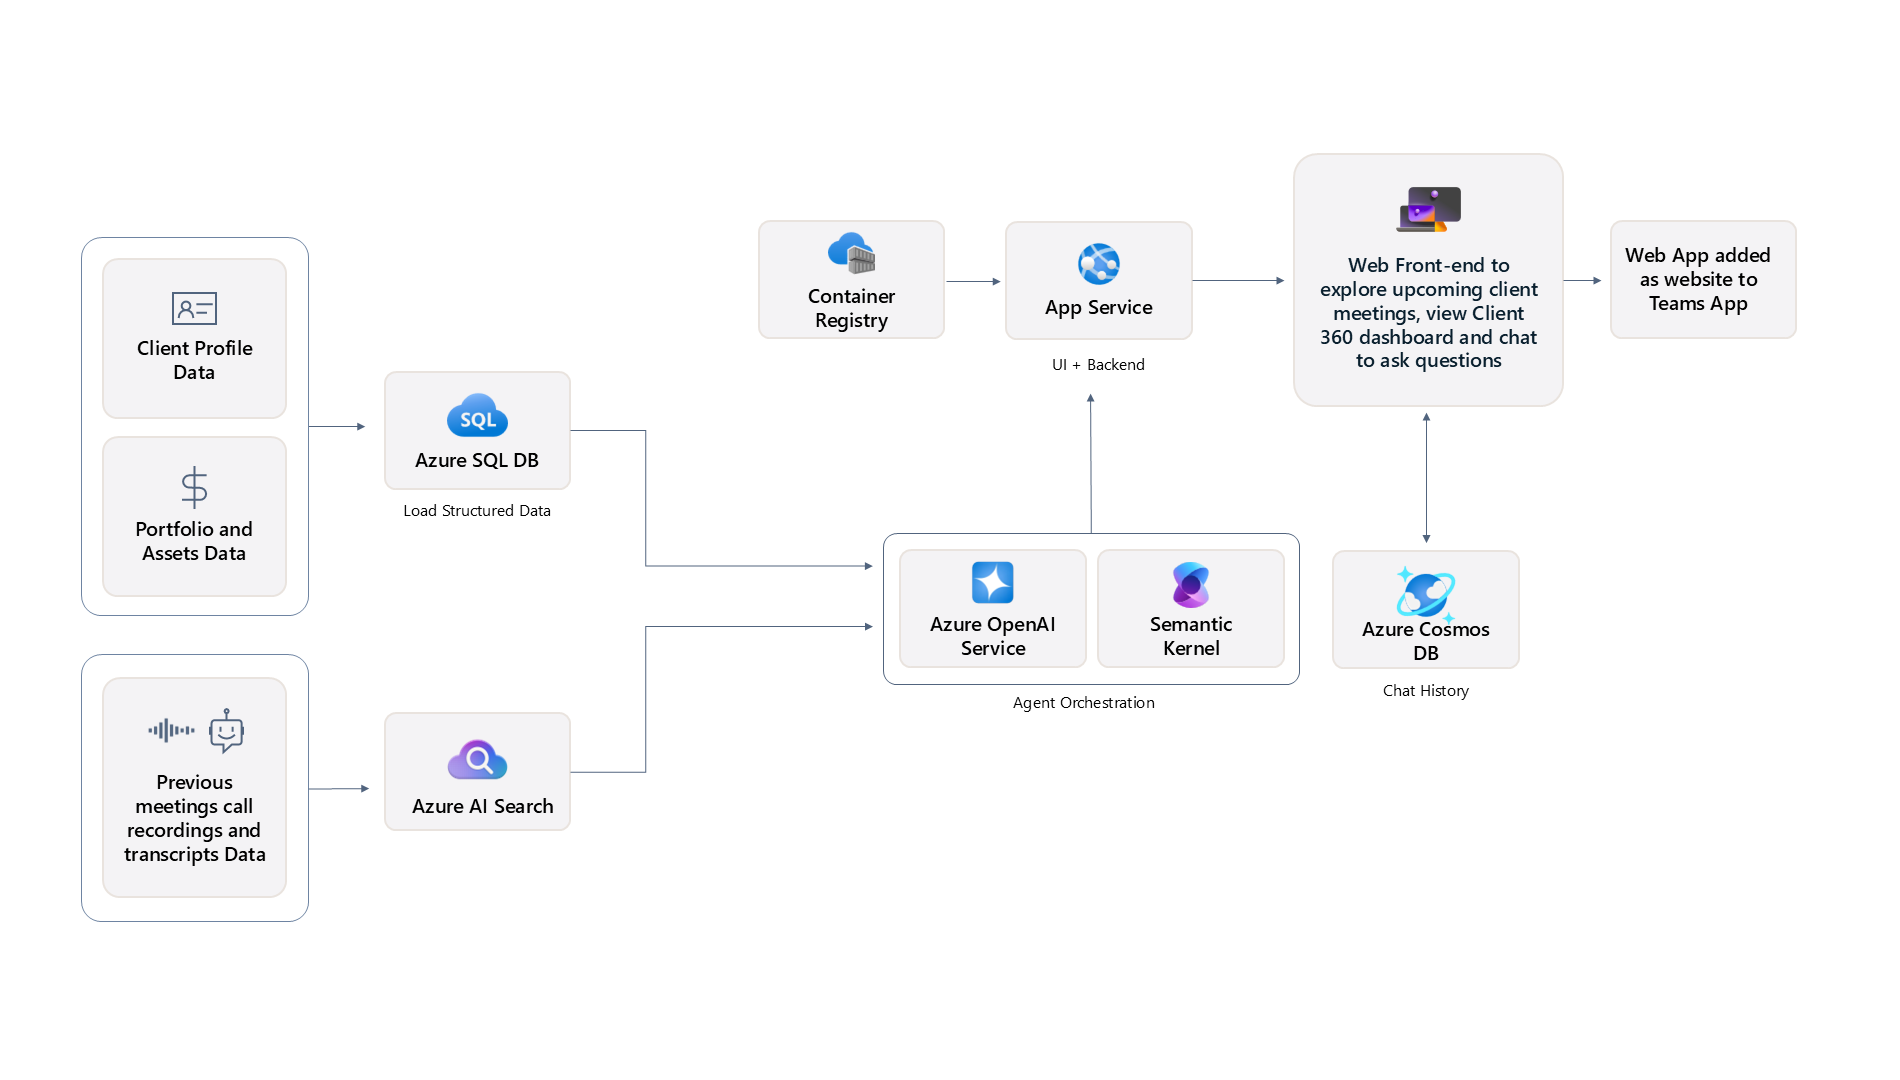 Client Profile
Data
Portfolio and
Assets Data
Previous
meetings call
recordings and
transcripts Data
SQL
Azure SQL DB
Load Structured Data
Azure AI Search
Container
Registry
App Service
UI + Backend
Azure OpenAI
Service
Semantic
Kernel
Agent Orchestration
Web Front-end to
explore upcoming client
meetings, view Client
360 dashboard and chat
to ask questions
Azure Cosmos
DB
Chat History
Web App added
as website to
Teams App